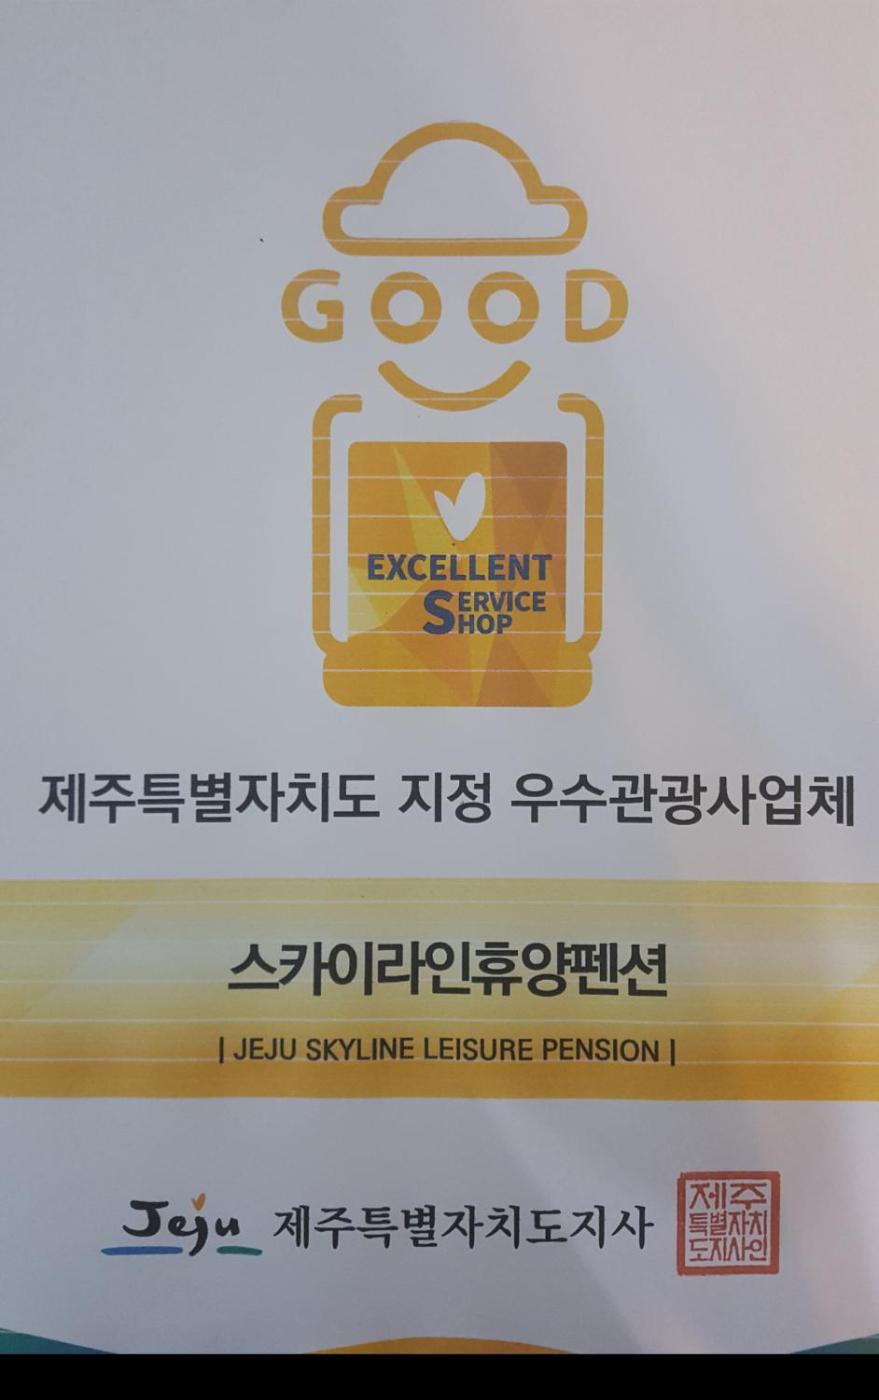 GOOD
EXCELLENT
SERVICE
SHOP
제주특별자치도 지정 우수관광사업체
스카이라인휴양펜션
| JEJU SKYLINE LEISURE PENSION |
Jeju 제주특별자치도지사
제주
특별자치
도지사인